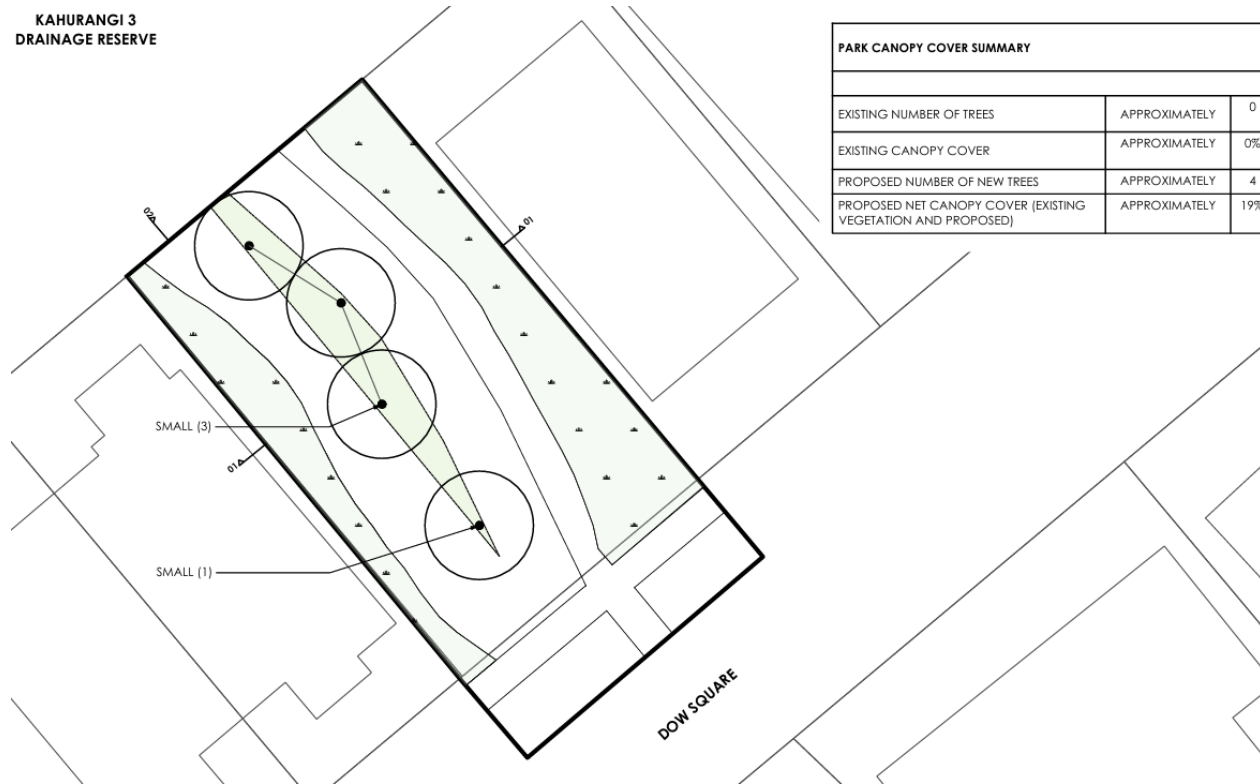 KAHURANGI 3
DRAINAGE RESERVE
PARK CANOPY COVER SUMMARY
EXISTING NUMBER OF TREES APPROXIMATELY 0
EXISTING CANOPY COVER APPROXIMATELY 0%
PROPOSED NUMBER OF NEW TREES APPROXIMATELY 4
PROPOSED NET CANOPY COVER (EXISTING APPROXIMATELY 19%
VEGETATION AND PROPOSED)
02
01
SMALL (3)
01
SMALL (1)
DOW SQUARE